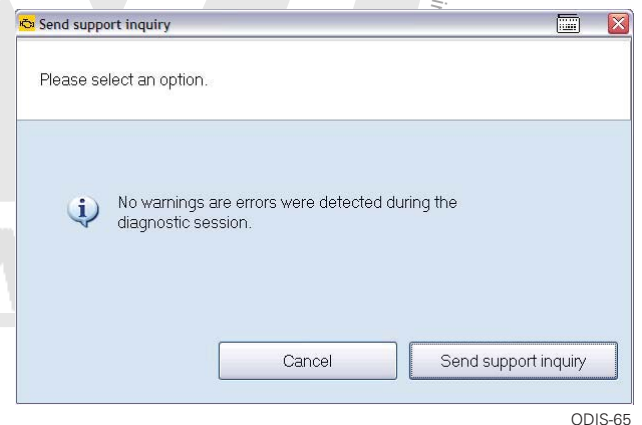 Send support inquiry
Please select an option.
No warnings are errors were detected during the
diagnostic session.
Cancel
Send support inquiry
ODIS-65